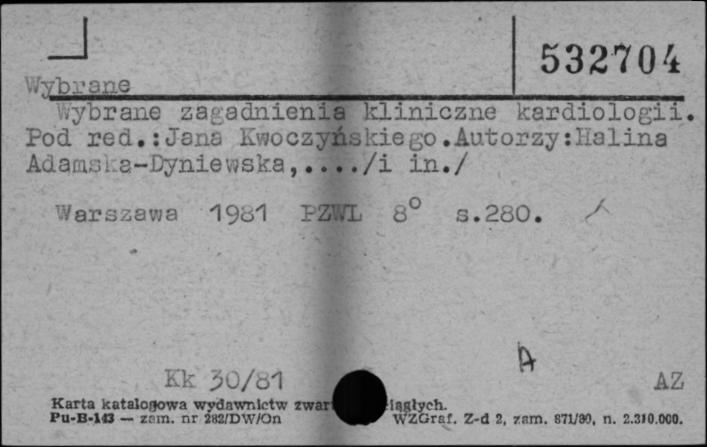 532704
Wybrane
Wybrane zagadnienia kliniczne kardiologii.
Pod red.:Jana Kwoczyńskiego.Autorzy:Halina
Adamska-Dyniewska,..../i in./
Warszawa 1981 PZWL 8° s.280.
A
Kk 30/81 AZ
Karta katalogowa wydawnictw zwar iągłych.
Pu-B-143 — zam. nr 282/DW/On WZGraf. Z-d 2, zam. 871/80, n. 2.310.000.